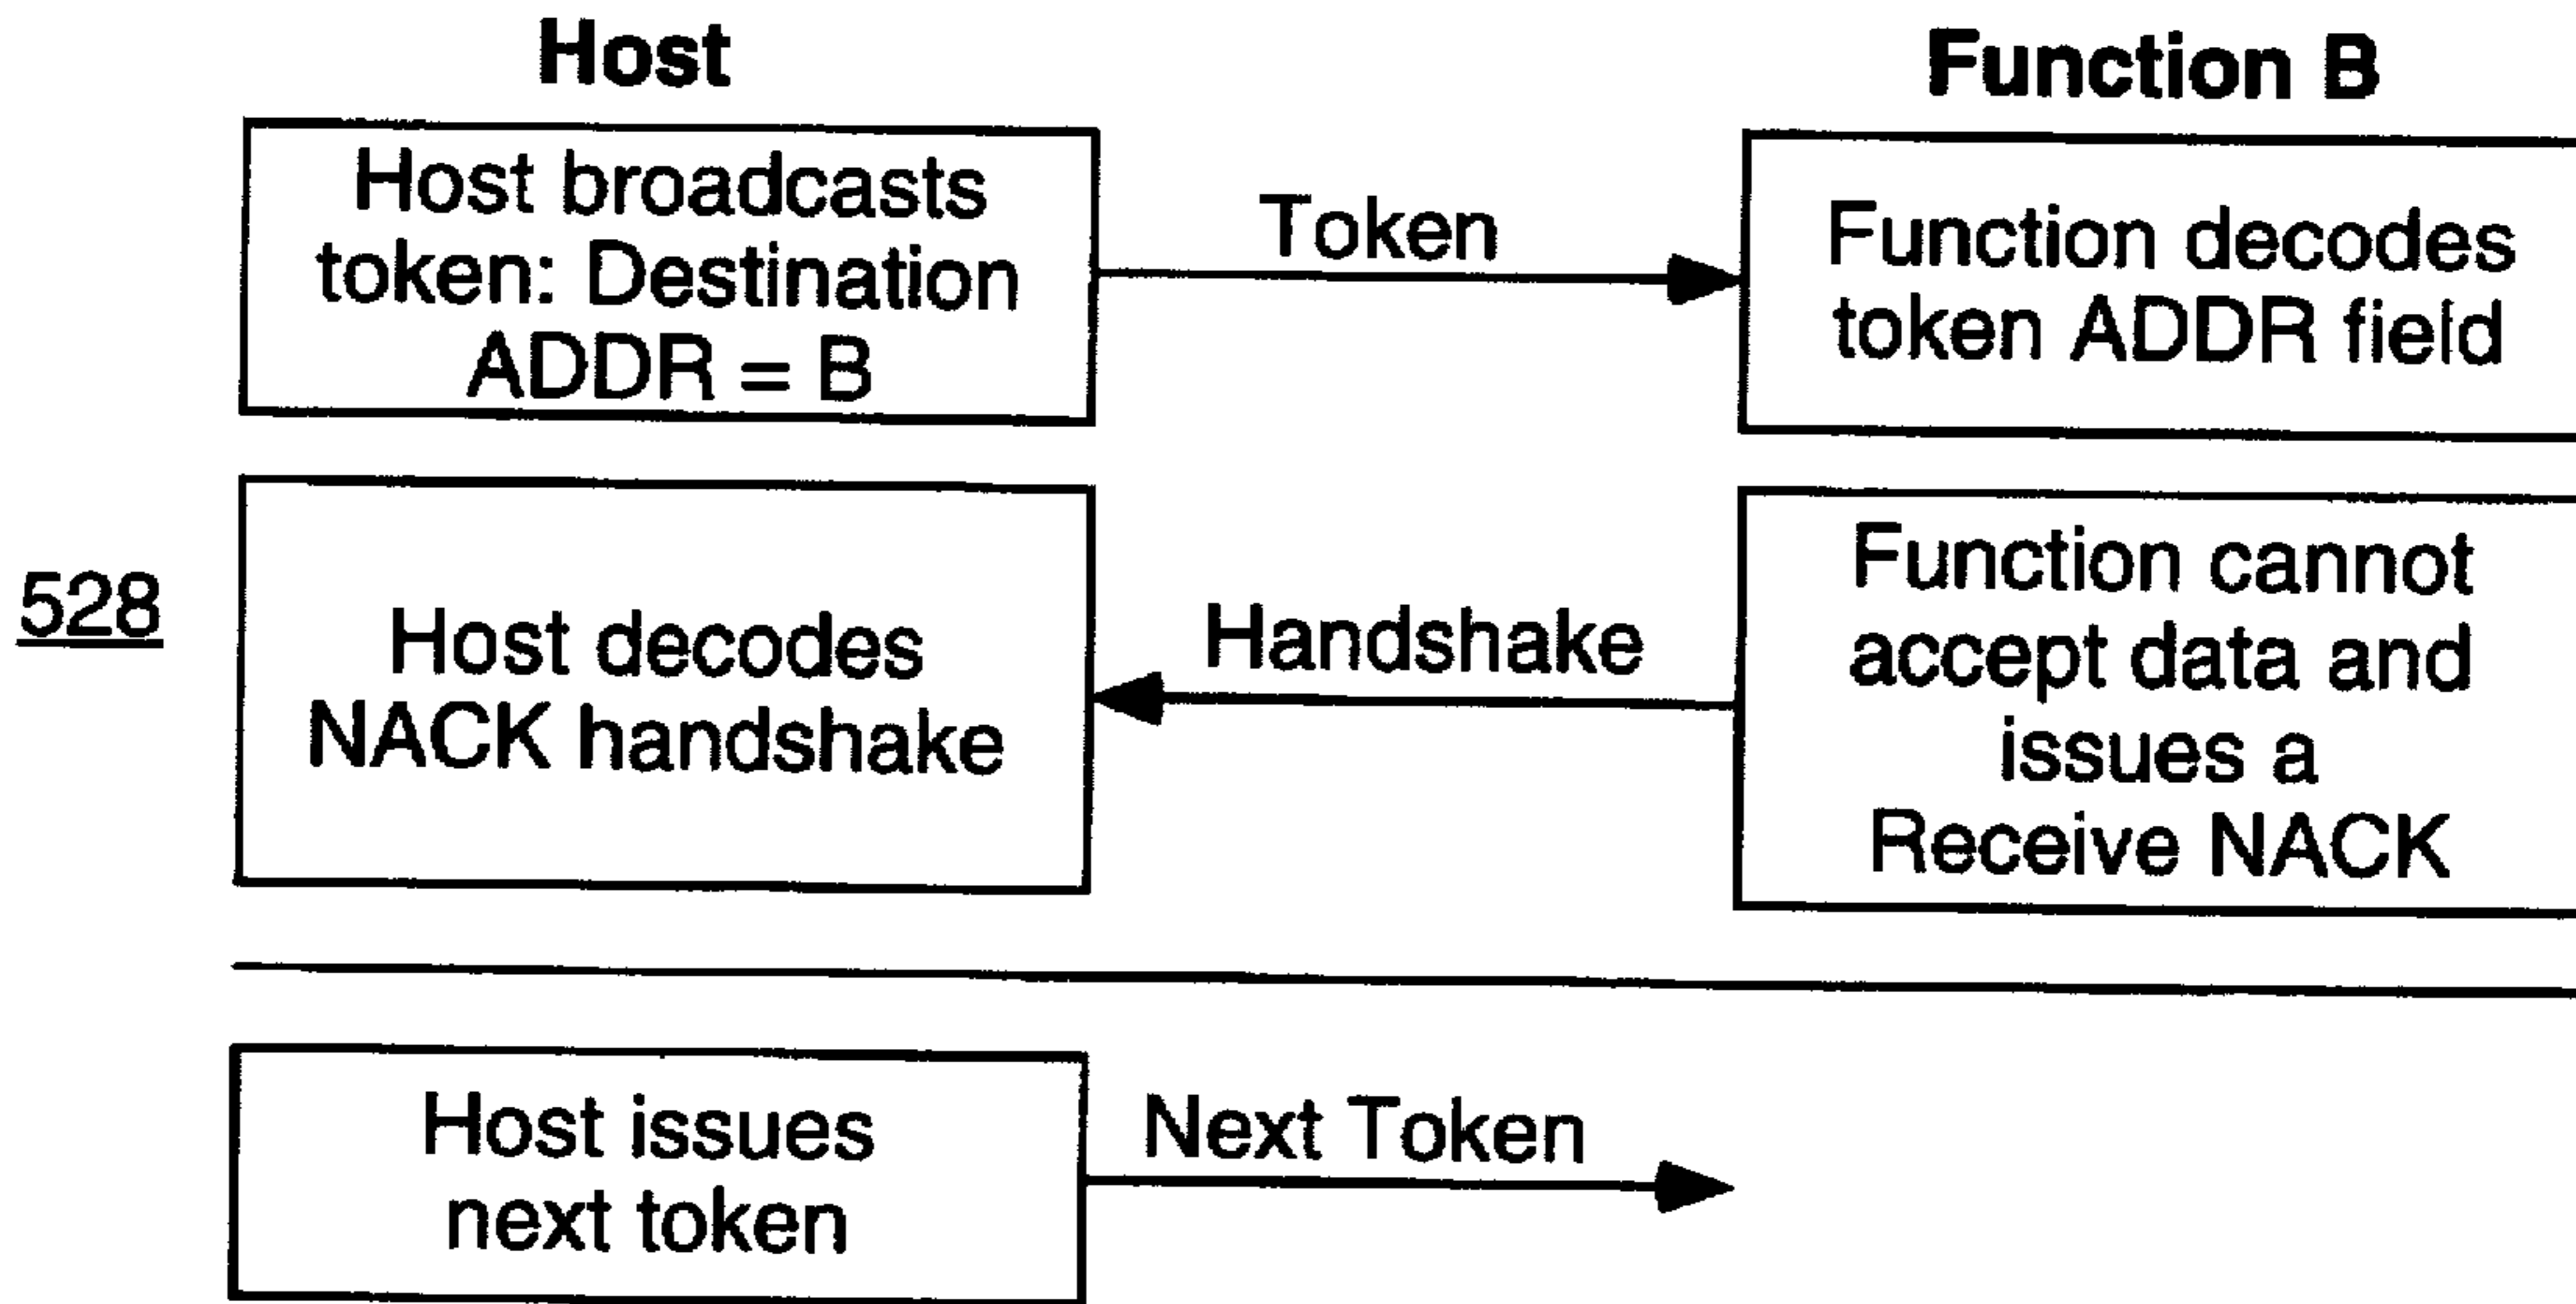 Host
Function B
Host broadcasts
token: Destination
ADDR = B
Token
Function decodes
token ADDR field
528
Host decodes
NACK handshake
Handshake
Function cannot
accept data and
issues a
Receive NACK
Host issues
next token
Next Token